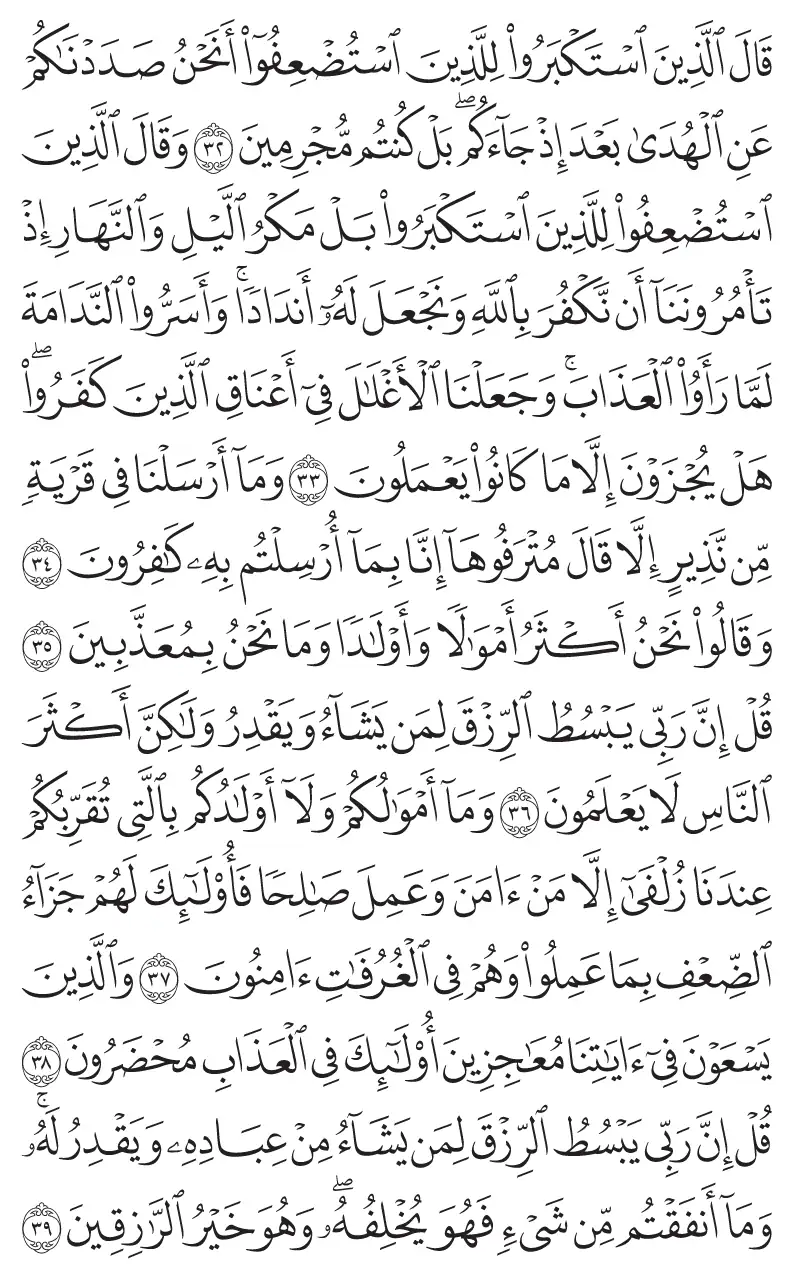 قَالَ ٱلَّذِينَ ٱسْتَكْبَرُوا۟ لِلَّذِينَ ٱسْتُضْعِفُوٓا۟ أَنَحْنُ صَدَدْنَٰكُمْ
عَنِ ٱلْهُدَىٰ بَعْدَ إِذْ جَآءَكُم ۖ بَلْ كُنتُم مُّجْرِمِينَ ٣٢ وَقَالَ ٱلَّذِينَ
ٱسْتُضْعِفُوا۟ لِلَّذِينَ ٱسْتَكْبَرُوا۟ بَلْ مَكْرُ ٱلَّيْلِ وَٱلنَّهَارِ إِذْ
تَأْمُرُونَنَآ أَن نَّكْفُرَ بِٱللَّهِ وَنَجْعَلَ لَهُۥٓ أَندَادًا ۚ وَأَسَرُّوا۟ ٱلنَّدَامَةَ
لَمَّا رَأَوُا۟ ٱلْعَذَابَ ۚ وَجَعَلْنَا ٱلْأَغْلَٰلَ فِىٓ أَعْنَاقِ ٱلَّذِينَ كَفَرُوا۟ ۖ
هَلْ يُجْزَوْنَ إِلَّا مَا كَانُوا۟ يَعْمَلُونَ ٣٣ وَمَآ أَرْسَلْنَا فِى قَرْيَةٍ
مِّن نَّذِيرٍ إِلَّا قَالَ مُتْرَفُوهَآ إِنَّا بِمَآ أُرْسِلْتُم بِهِۦ كَٰفِرُونَ ٣٤
وَقَالُوا۟ نَحْنُ أَكْثَرُ أَمْوَٰلًا وَأَوْلَٰدًا وَمَا نَحْنُ بِمُعَذَّبِينَ ٣٥
قُلْ إِنَّ رَبِّى يَبْسُطُ ٱلرِّزْقَ لِمَن يَشَآءُ وَيَقْدِرُ وَلَٰكِنَّ أَكْثَرَ
ٱلنَّاسِ لَا يَعْلَمُونَ ٣٦ وَمَآ أَمْوَٰلُكُمْ وَلَآ أَوْلَٰدُكُم بِٱلَّتِى تُقَرِّبُكُمْ
عِندَنَا زُلْفَىٰٓ إِلَّا مَنْ ءَامَنَ وَعَمِلَ صَٰلِحًا فَأُو۟لَٰٓئِكَ لَهُمْ جَزَآءُ
ٱلضِّعْفِ بِمَا عَمِلُوا۟ وَهُمْ فِى ٱلْغُرُفَٰتِ ءَامِنُونَ ٣٧ وَٱلَّذِينَ
يَسْعَوْنَ فِىٓ ءَايَٰتِنَا مُعَٰجِزِينَ أُو۟لَٰٓئِكَ فِى ٱلْعَذَابِ مُحْضَرُونَ ٣٨
قُلْ إِنَّ رَبِّى يَبْسُطُ ٱلرِّزْقَ لِمَن يَشَآءُ مِنْ عِبَادِهِۦ وَيَقْدِرُ لَهُۥ ۚ
وَمَآ أَنفَقْتُم مِّن شَىْءٍ فَهُوَ يُخْلِفُهُۥ ۖ وَهُوَ خَيْرُ ٱلرَّٰزِقِينَ ٣٩